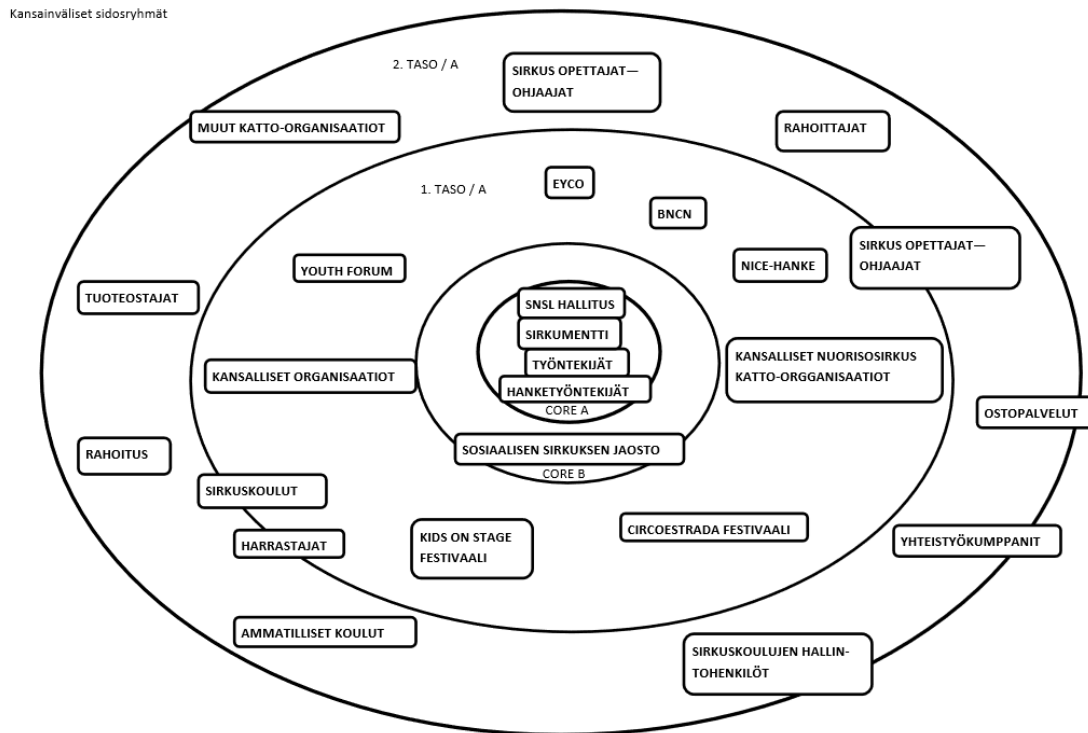 Kansainväliset sidosryhmät
2. TASO / A
SIRKUS OPETTAJAT—
OHJAAJAT
MUUT KATTO-ORGANISAATIOT
RAHOITTAJAT
1. TASO / A
EYCO
BNCN
YOUTH FORUM
NICE-HANKE
SIRKUS OPETTAJAT—
OHJAAJAT
TUOTEOSTAJAT
SNSL HALLITUS
SIRKUMENTTI
TYÖNTEKIJÄT
HANKETYÖNTEKIJÄT
CORE A
KANSALLISET ORGANISAATIOT
KANSALLISET NUORISOSIRKUS
KATTO-ORGGANISAATIOT
OSTOPALVELUT
SOSIAALISEN SIRKUKSEN JAOSTO
CORE B
RAHOITUS
SIRKUSKOULUT
HARRASTAJAT
KIDS ON STAGE
FESTIVAALI
CIRCOESTRADA FESTIVAALI
YHTEISTYÖKUMPPANIT
AMMATILLISET KOULUT
SIRKUSKOULUJEN HALLIN-
TOHENKILÖT